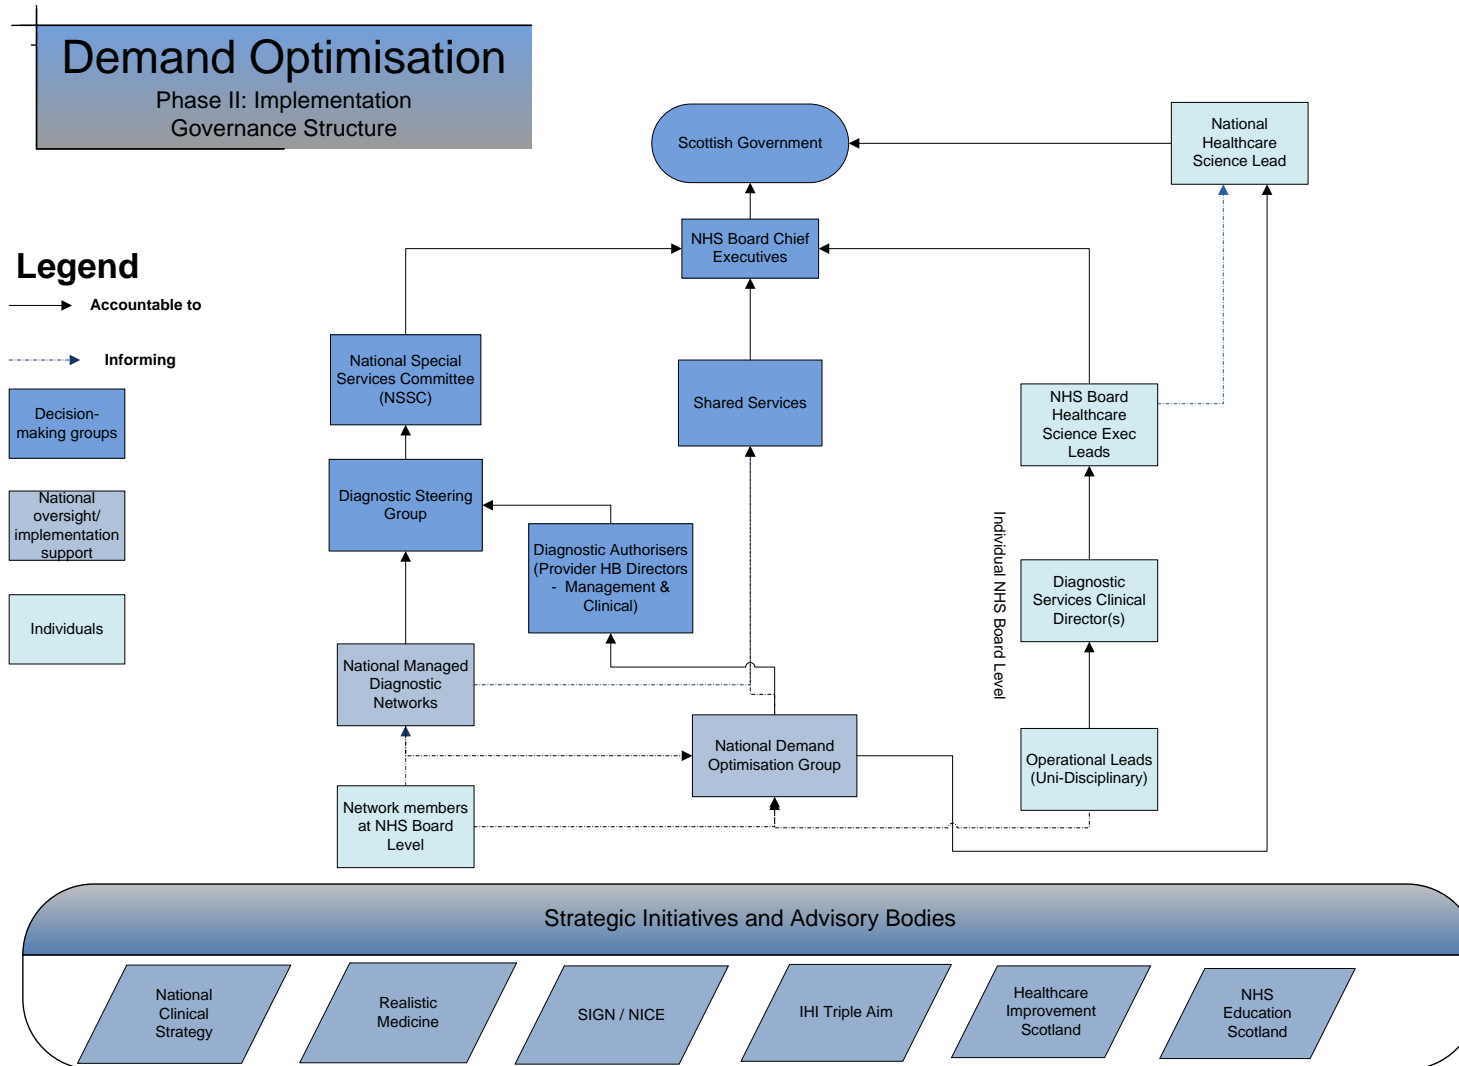 Demand Optimisation
Phase II: Implementation
Governance Structure
Scottish Government
National
Healthcare
Science Lead
NHS Board Chief
Executives
Legend
Accountable to
Informing
Decision-
making groups
National
oversight/
implementation
support
Individuals
National Special
Services Committee
(NSSC)
Shared Services
NHS Board
Healthcare
Science Exec
Leads
Diagnostic Steering
Group
Diagnostic Authorisers
(Provider HB Directors
- Management &
Clinical)
Individual NHS Board Level
Diagnostic
Services Clinical
Director(s)
National Managed
Diagnostic
Networks
National Demand
Optimisation Group
Operational Leads
(Uni-Disciplinary)
Network members
at NHS Board
Level
Strategic Initiatives and Advisory Bodies
National
Clinical
Strategy
Realistic
Medicine
SIGN / NICE
IHI Triple Aim
Healthcare
Improvement
Scotland
NHS
Education
Scotland